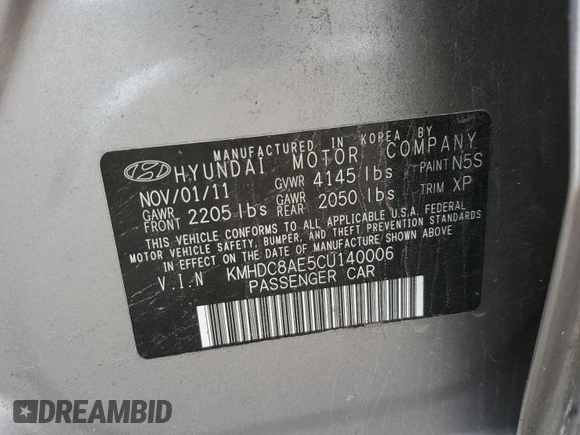 MANUFACTURED IN KOREA BY
HYUNDAI MOTOR COMPANY
NOV/01/11 GVWR 4145 lbs PAINT N5S
GAWR FRONT 2205 lbs GAWR REAR 2050 lbs TRIM XP
THIS VEHICLE CONFORMS TO ALL APPLICABLE U.S.A. FEDERAL
MOTOR VEHICLE SAFETY, BUMPER, AND THEFT PREVENTION STANDARDS
IN EFFECT ON THE DATE OF MANUFACTURE SHOWN ABOVE.
V.I.N KMHDC8AE5CU140006
PASSENGER CAR
DREAMBID